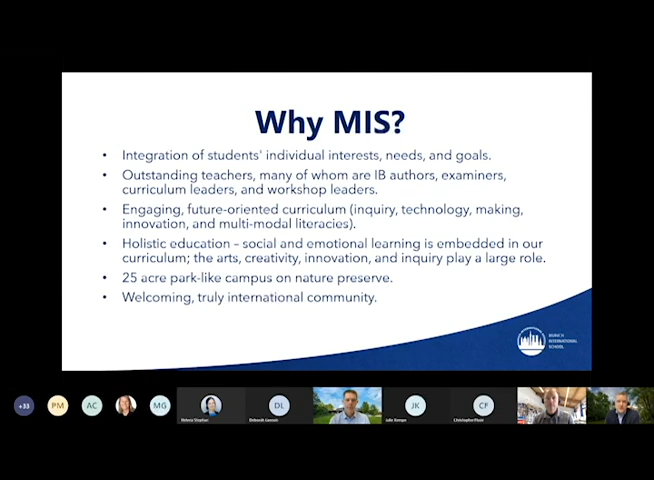 Why MIS?
• Integration of students' individual interests, needs, and goals.
• Outstanding teachers, many of whom are IB authors, examiners,
curriculum leaders, and workshop leaders.
• Engaging, future-oriented curriculum (inquiry, technology, making,
innovation, and multi-modal literacies).
• Holistic education – social and emotional learning is embedded in our
curriculum; the arts, creativity, innovation, and inquiry play a large role.
• 25 acre park-like campus on nature preserve.
• Welcoming, truly international community.
MUNICH
INTERNATIONAL
SCHOOL
+33
PM
AC
MG
DL
JK
CF